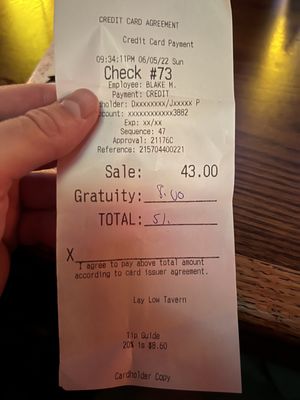 CREDIT CARD AGREEMENT
Credit Card Payment
09:34:11PM 06/05/22 Sun
Check #73
Employee: BLAKE M.
Payment: CREDIT
dholder: Dxxxxxxxx/Jxxxxx P
ccount: xxxxxxxxxxxx3882
Exp: xx/xx
Sequence: 47
Approval: 21176C
Reference: 215704400221
Sale: 43.00
Gratuity: 8.00
TOTAL: 51.
X
I agree to pay above total amount
according to card issuer agreement.
Lay Low Tavern
Tip Guide
20% is $8.60
Cardholder Copy